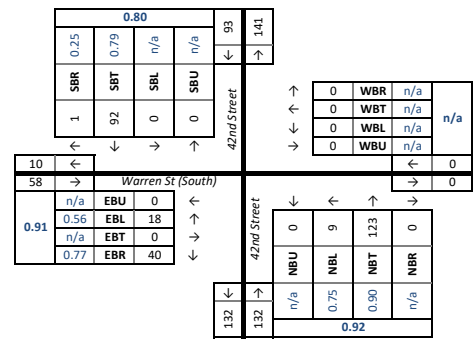 0.80
0.25 0.79 n/a n/a 93 141
↓ ↑
SBR SBT SBL SBU
1 92 0 0
← ↓ → ↑
42nd Street
↑ 0 WBR n/a
← 0 WBT n/a
↓ 0 WBL n/a
→ 0 WBU n/a
n/a
10 ← ← 0
58 → Warren St (South) → 0
0.91
n/a EBU 0 ←
0.56 EBL 18 ↑
n/a EBT 0 →
0.77 EBR 40 ↓
42nd Street
↓ ← ↑ →
0 9 123 0
NBU NBL NBT NBR
↓ ↑
132 132 n/a 0.75 0.90 n/a
0.92